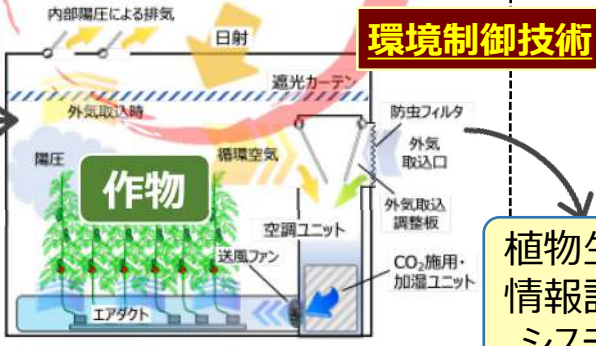 内部陽圧による排気
日射
環境制御技術
遮光カーテン
外気取込時
防虫フィルタ
陽圧
循環空気
外気
取込口
作物
外気取込
調整板
空調ユニット
送風ファン
CO₂施用・
加湿ユニット
エアダクト
植物生
情報
システ